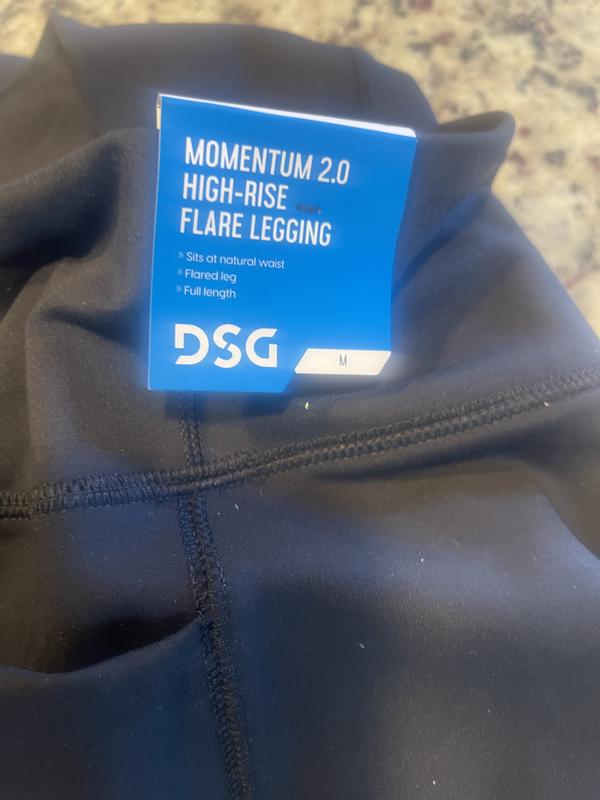 MOMENTUM 2.0
HIGH-RISE
FLARE LEGGING
» Sits at natural waist
» Flared leg
» Full length
DSG
M